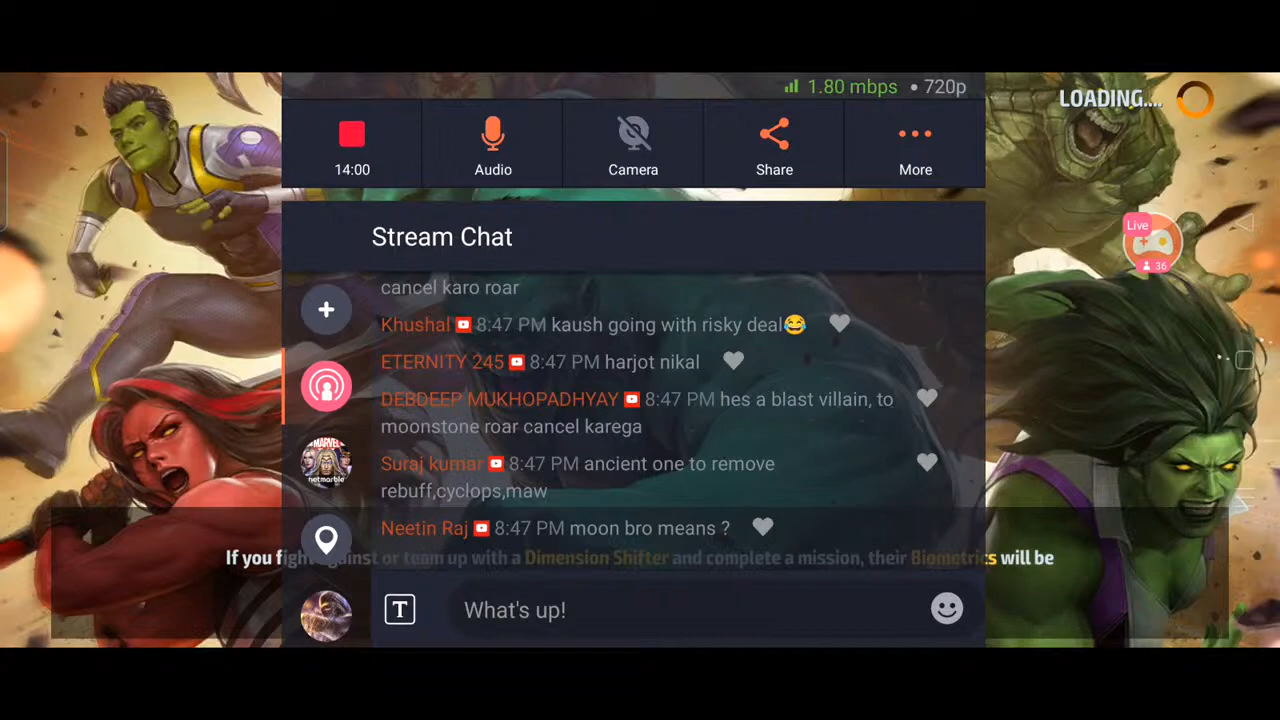 1.80 mbps • 720p
LOADING....
14:00
Audio
Camera
Share
More
Stream Chat
Live
36
cancel karo roar
Khushal 8:47 PM kaush going with risky deal😂
ETERNITY 245 8:47 PM harjot nikal
DEBDEEP MUKHOPADHYAY 8:47 PM hes a blast villain, to
moonstone roar cancel karega
MARVEL
netmarble
Suraj kumar 8:47 PM ancient one to remove
rebuff,cyclops,maw
Neetin Raj 8:47 PM moon bro means ?
If you fight against or team up with a Dimension Shifter and complete a mission, their Biometrics will be
T
What's up!